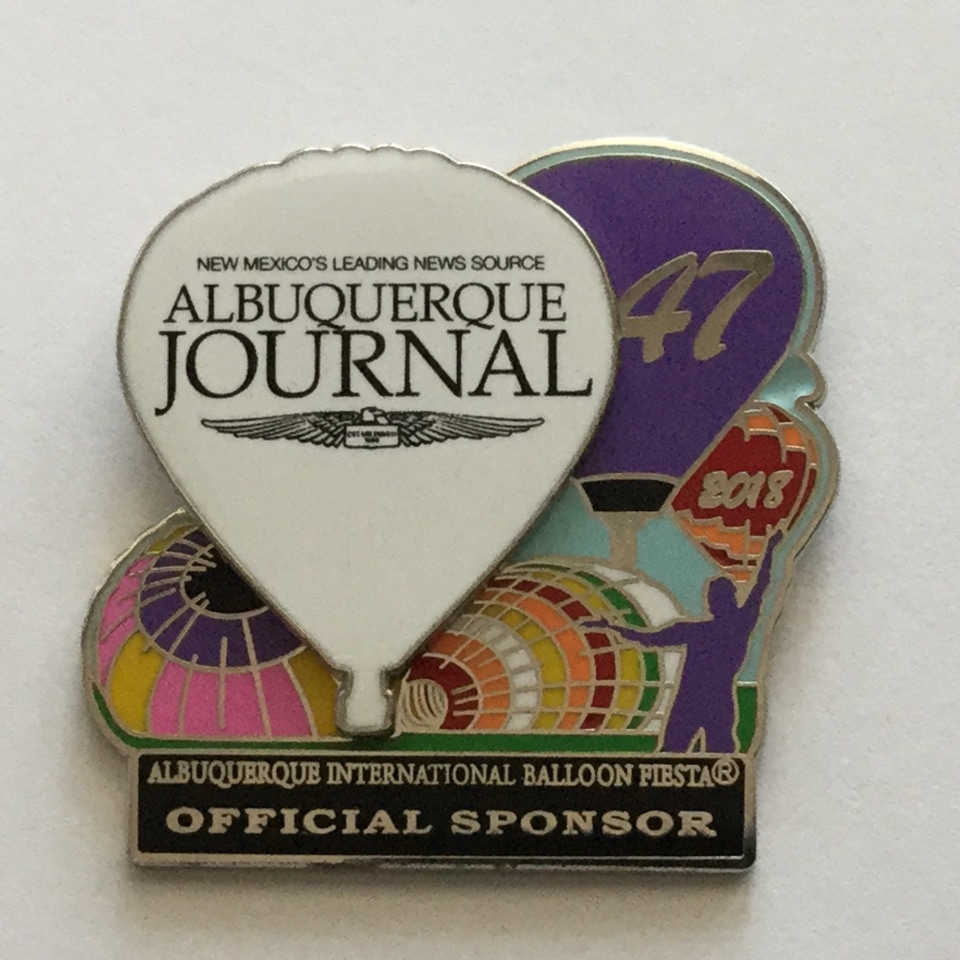 NEW MEXICO'S LEADING NEWS SOURCE
ALBUQUERQUE
JOURNAL
47
2018
ALBUQUERQUE INTERNATIONAL BALLOON FIESTA®
OFFICIAL SPONSOR